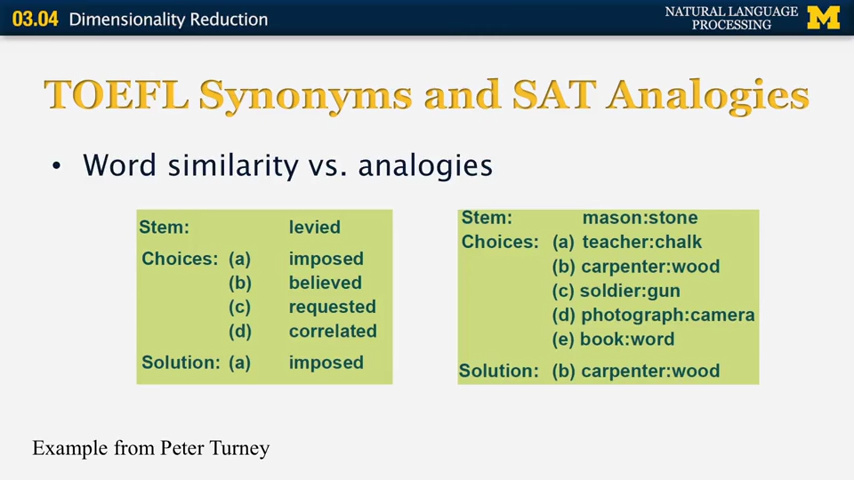 03.04 Dimensionality Reduction
NATURAL LANGUAGE
PROCESSING
M
TOEFL Synonyms and SAT Analogies
• Word similarity vs. analogies
Stem: levied
Choices: (a) imposed
(b) believed
(c) requested
(d) correlated
Solution: (a) imposed
Stem: mason:stone
Choices: (a) teacher:chalk
(b) carpenter:wood
(c) soldier:gun
(d) photograph:camera
(e) book:word
Solution: (b) carpenter:wood
Example from Peter Turney